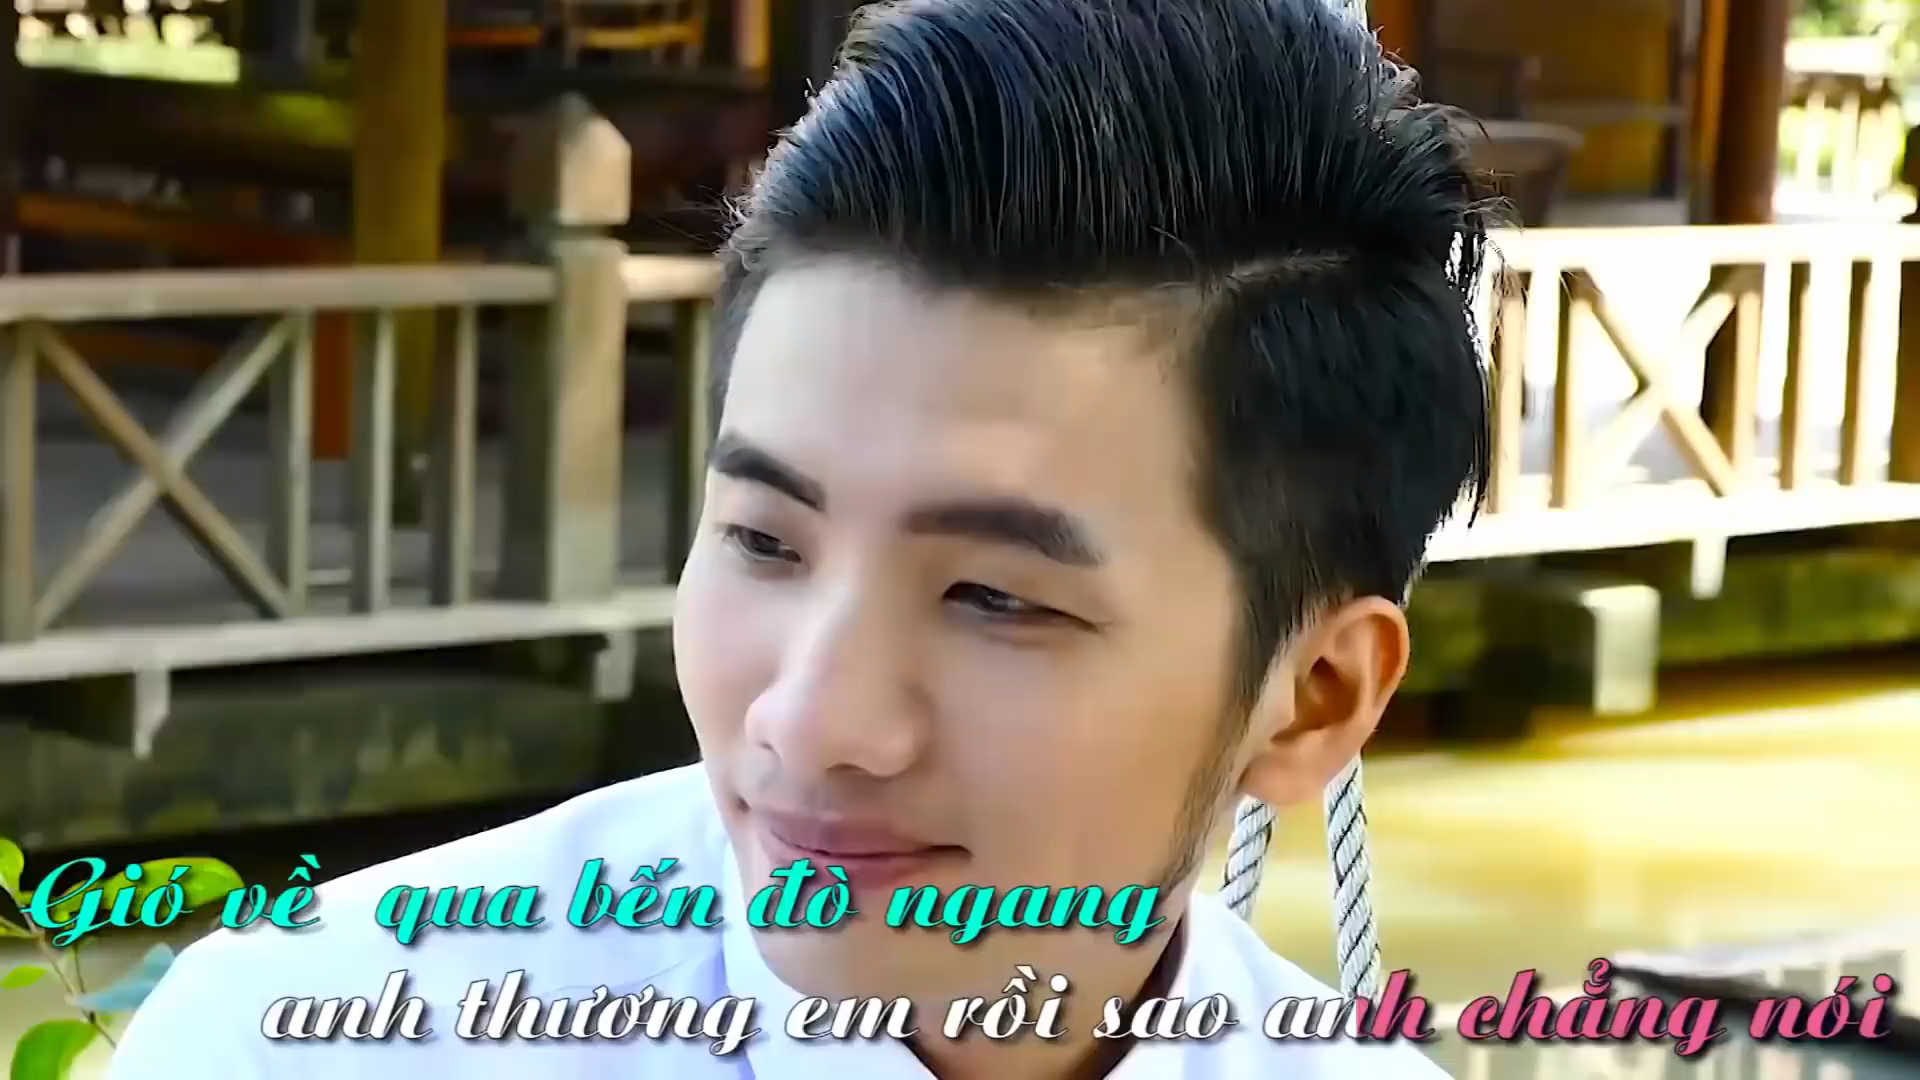 Gió về qua bến đò ngang
anh thương em rồi sao anh chẳng nói